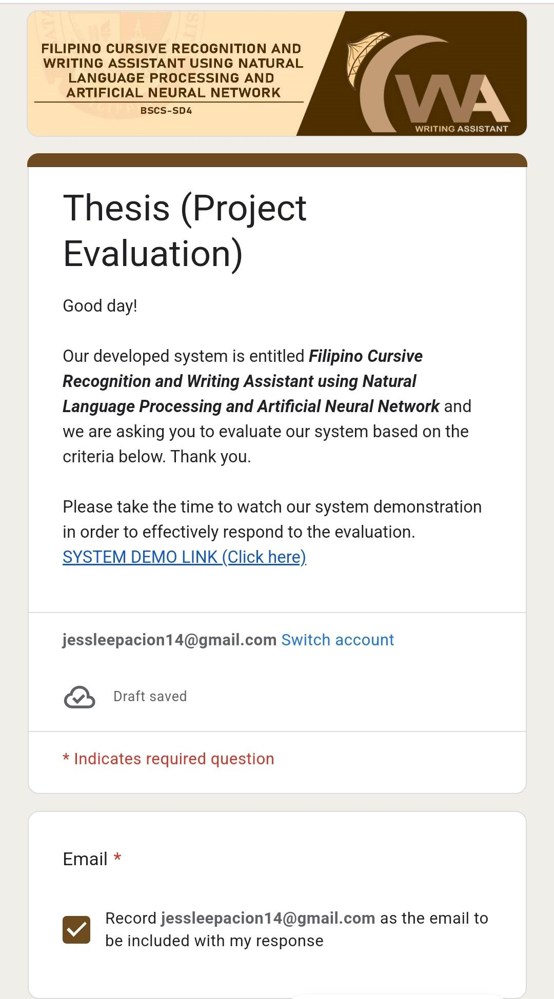 FILIPINO CURSIVE RECOGNITION AND
WRITING ASSISTANT USING NATURAL
LANGUAGE PROCESSING AND
ARTIFICIAL NEURAL NETWORK
BSCS-SD4
CWA
WRITING ASSISTANT
Thesis (Project
Evaluation)
Good day!
Our developed system is entitled Filipino Cursive
Recognition and Writing Assistant using Natural
Language Processing and Artificial Neural Network and
we are asking you to evaluate our system based on the
criteria below. Thank you.
Please take the time to watch our system demonstration
in order to effectively respond to the evaluation.
SYSTEM DEMO LINK (Click here)
jessleepacion14@gmail.com Switch account
Draft saved
* Indicates required question
Email *
Record jessleepacion14@gmail.com as the email to
be included with my response